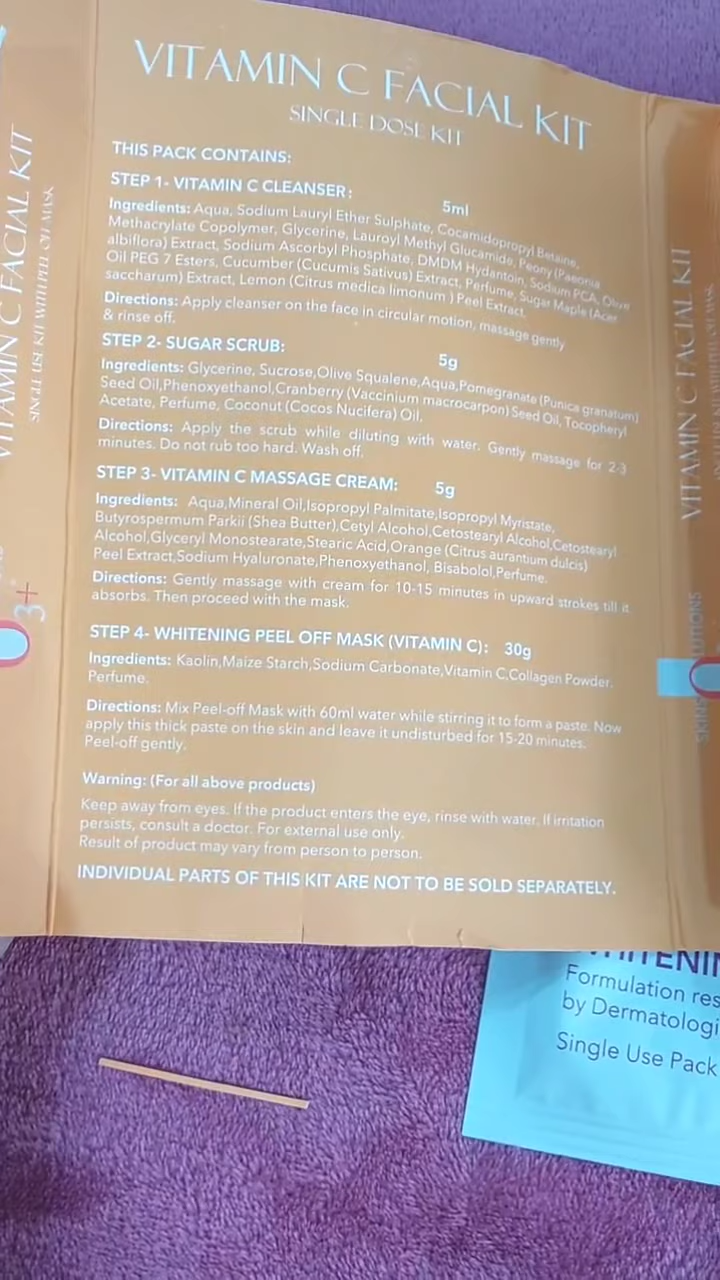 VITAMIN C FACIAL KIT
SINGLE DOSE KIT
THIS PACK CONTAINS:
STEP 1- VITAMIN C CLEANSER: 5ml
Ingredients: Aqua, Sodium Lauryl Ether Sulphate, Cocamidopropyl Betaine,
Methacrylate Copolymer, Glycerine, Lauroyl Methyl Glucamide, Peony (Paeonia
albiflora) Extract, Sodium Ascorbyl Phosphate, DMDM Hydantoin, Sodium PCA, Olive
Oil PEG 7 Esters, Cucumber (Cucumis Sativus) Extract, Perfume, Sugar Maple (Acer
saccharum) Extract, Lemon (Citrus medica limonum ) Peel Extract,
Directions: Apply cleanser on the face in circular motion, massage gently
& rinse off.
STEP 2- SUGAR SCRUB: 5g
Ingredients: Glycerine, Sucrose,Olive Squalene,Aqua,Pomegranate (Punica granatum)
Seed Oil,Phenoxyethanol,Cranberry (Vaccinium macrocarpon) Seed Oil, Tocopheryl
Acetate, Perfume, Coconut (Cocos Nucifera) Oil.
Directions: Apply the scrub while diluting with water. Gently massage for 2-3
minutes. Do not rub too hard. Wash off.
STEP 3- VITAMIN C MASSAGE CREAM: 5g
Ingredients: Aqua,Mineral Oil,Isopropyl Palmitate,Isopropyl Myristate,
Butyrospermum Parkii (Shea Butter),Cetyl Alcohol,Cetostearyl Alcohol,Cetostearyl
Alcohol,Glyceryl Monostearate,Stearic Acid,Orange (Citrus aurantium dulcis)
Peel Extract,Sodium Hyaluronate,Phenoxyethanol, Bisabolol,Perfume.
Directions: Gently massage with cream for 10-15 minutes in upward strokes till it
absorbs. Then proceed with the mask.
STEP 4- WHITENING PEEL OFF MASK (VITAMIN C): 30g
Ingredients: Kaolin,Maize Starch,Sodium Carbonate,Vitamin C,Collagen Powder,
Perfume.
Directions: Mix Peel-off Mask with 60ml water while stirring it to form a paste. Now
apply this thick paste on the skin and leave it undisturbed for 15-20 minutes.
Peel-off gently.
Warning: (For all above products)
Keep away from eyes. If the product enters the eye, rinse with water. If irritation
persists, consult a doctor. For external use only.
Result of product may vary from person to person.
INDIVIDUAL PARTS OF THIS KIT ARE NOT TO BE SOLD SEPARATELY.
VITAMIN C FACIAL KIT
SINGLE USE KIT WITH PEEL OFF MASK
3+
VITAMIN C FACIAL KIT
Formulation res
by Dermatologi
Single Use Pack